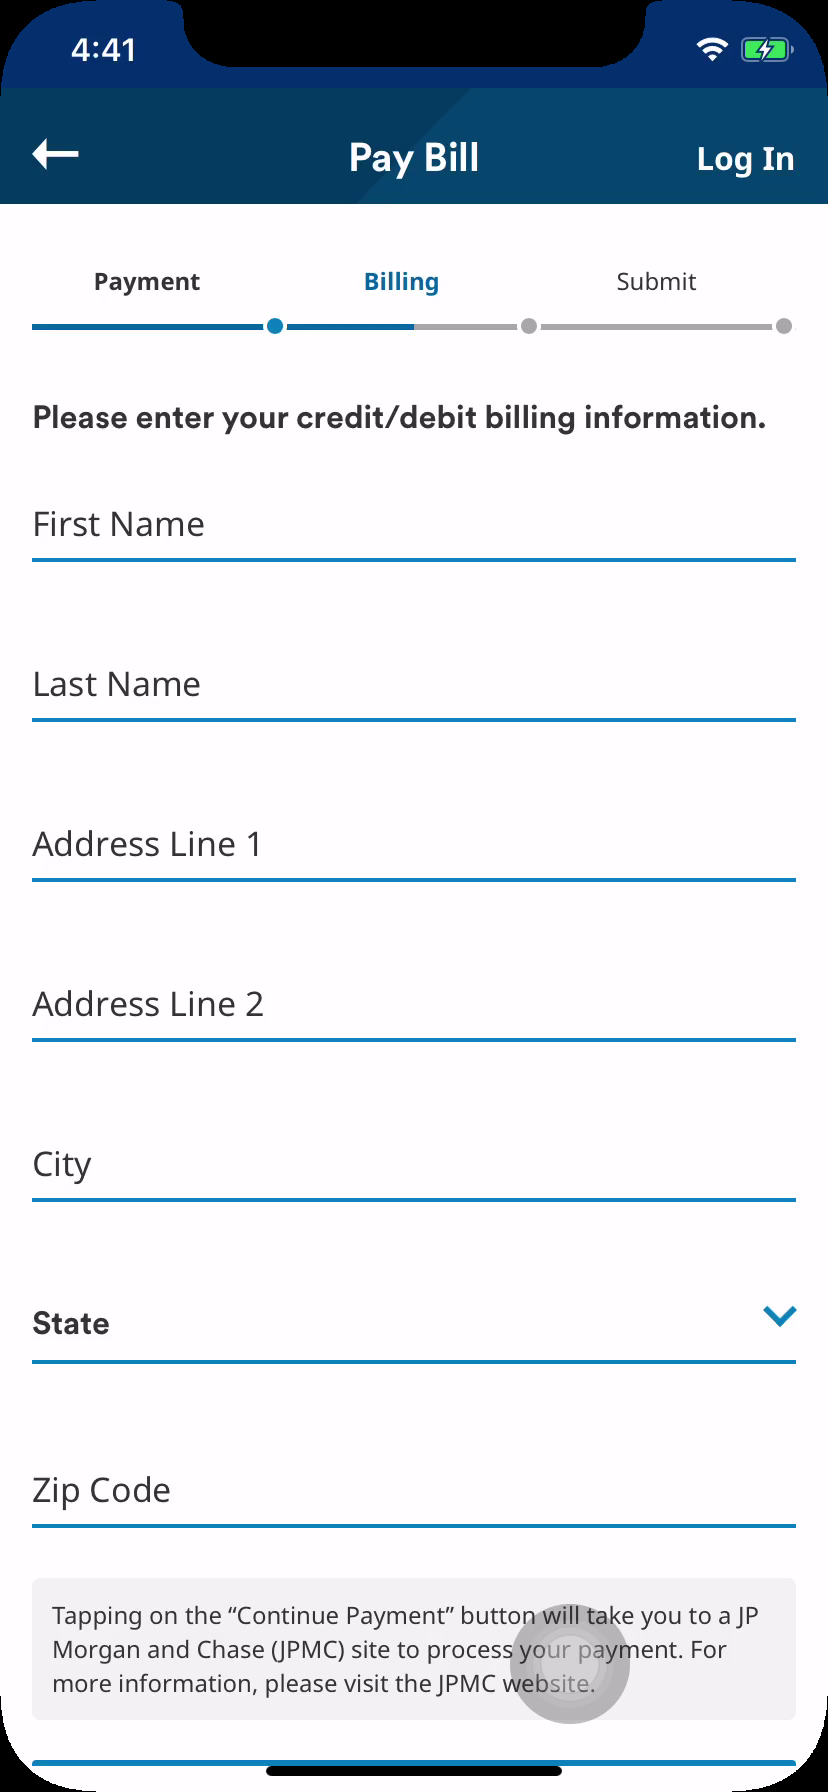 4:41
Pay Bill
Log In
Payment
Billing
Submit
Please enter your credit/debit billing information.
First Name
Last Name
Address Line 1
Address Line 2
City
State
Zip Code
Tapping on the “Continue Payment” button will take you to a JP
Morgan and Chase (JPMC) site to process your payment. For
more information, please visit the JPMC website.